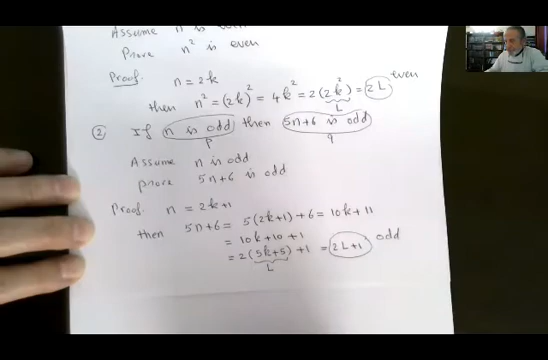 Assume n is even
Prove n² is even
Proof. n = 2k
then n² = (2k)² = 4k² = 2(2k²) = 2L even
L
② If n is odd then 5n+6 is odd
P q
Assume n is odd
prove 5n+6 is odd
Proof. n = 2k+1
then 5n+6 = 5(2k+1)+6 = 10k+11
= 10k+10+1
= 2(5k+5)+1 = 2L+1 odd
L